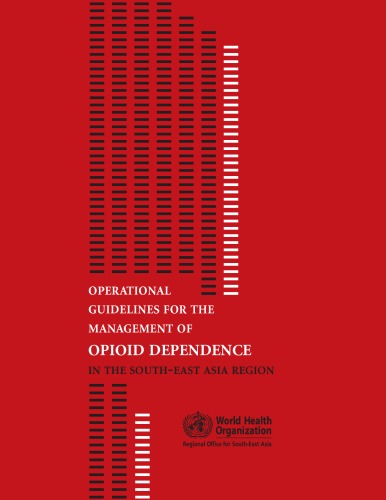 OPERATIONAL
GUIDELINES FOR THE
MANAGEMENT OF
OPIOID DEPENDENCE
IN THE SOUTH-EAST ASIA REGION
World Health
Organization
Regional Office for South-East Asia